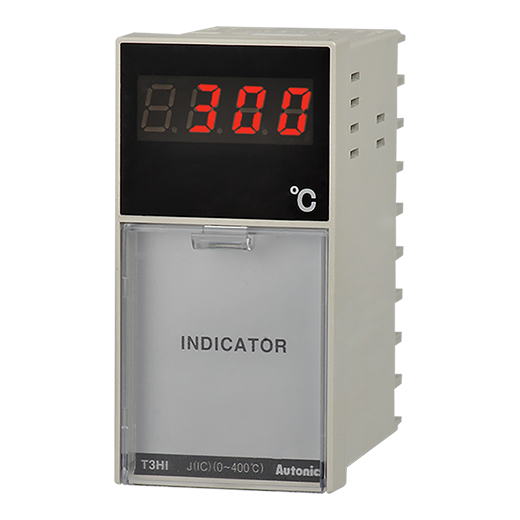 300
°C
INDICATOR
T3HI J(IC)(0~400℃) Autonic